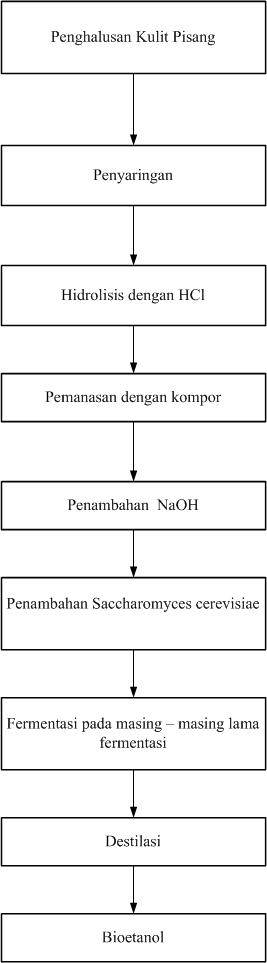 Penghalusan Kulit Pisang
Penyaringan
Hidrolisis dengan HCl
Pemanasan dengan kompor
Penambahan  NaOH
Penambahan Saccharomyces cerevisiae
Fermentasi pada masing – masing lama
fermentasi
Destilasi
Bioetanol